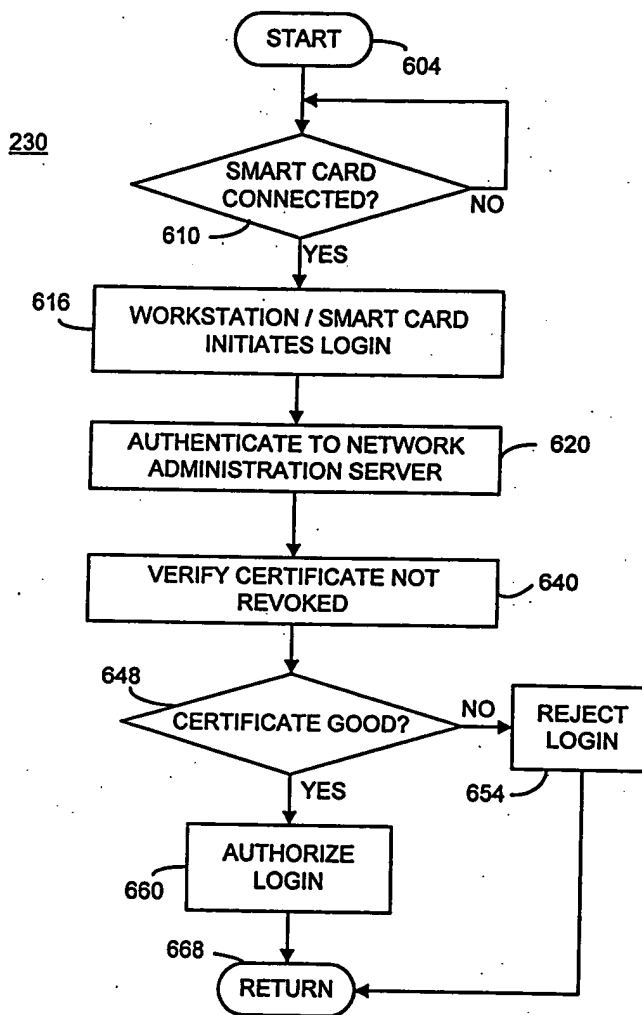 START
604
230
SMART CARD
CONNECTED?
NO
610
YES
616
WORKSTATION / SMART CARD
INITIATES LOGIN
AUTHENTICATE TO NETWORK
ADMINISTRATION SERVER
620
VERIFY CERTIFICATE NOT
REVOKED
640
648
CERTIFICATE GOOD?
NO
REJECT
LOGIN
654
YES
AUTHORIZE
LOGIN
660
668
RETURN